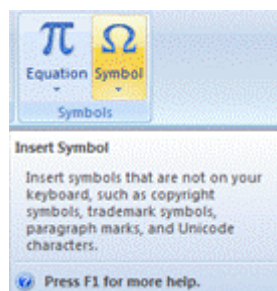 π Ω
Equation Symbol
Symbols
Insert Symbol
Insert symbols that are not on your
keyboard, such as copyright
symbols, trademark symbols,
paragraph marks, and Unicode
characters.
Press F1 for more help.